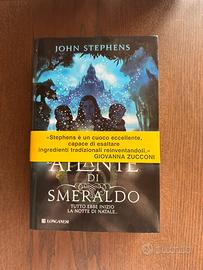 JOHN STEPHENS
«Stephens è un cuoco eccellente,
capace di esaltare
ingredienti tradizionali reinventandoli.»
GIOVANNA ZUCCONI
ATLANTE
DI
SMERALDO
TUTTO EBBE INIZIO
LA NOTTE DI NATALE...
LONGANESI
subito